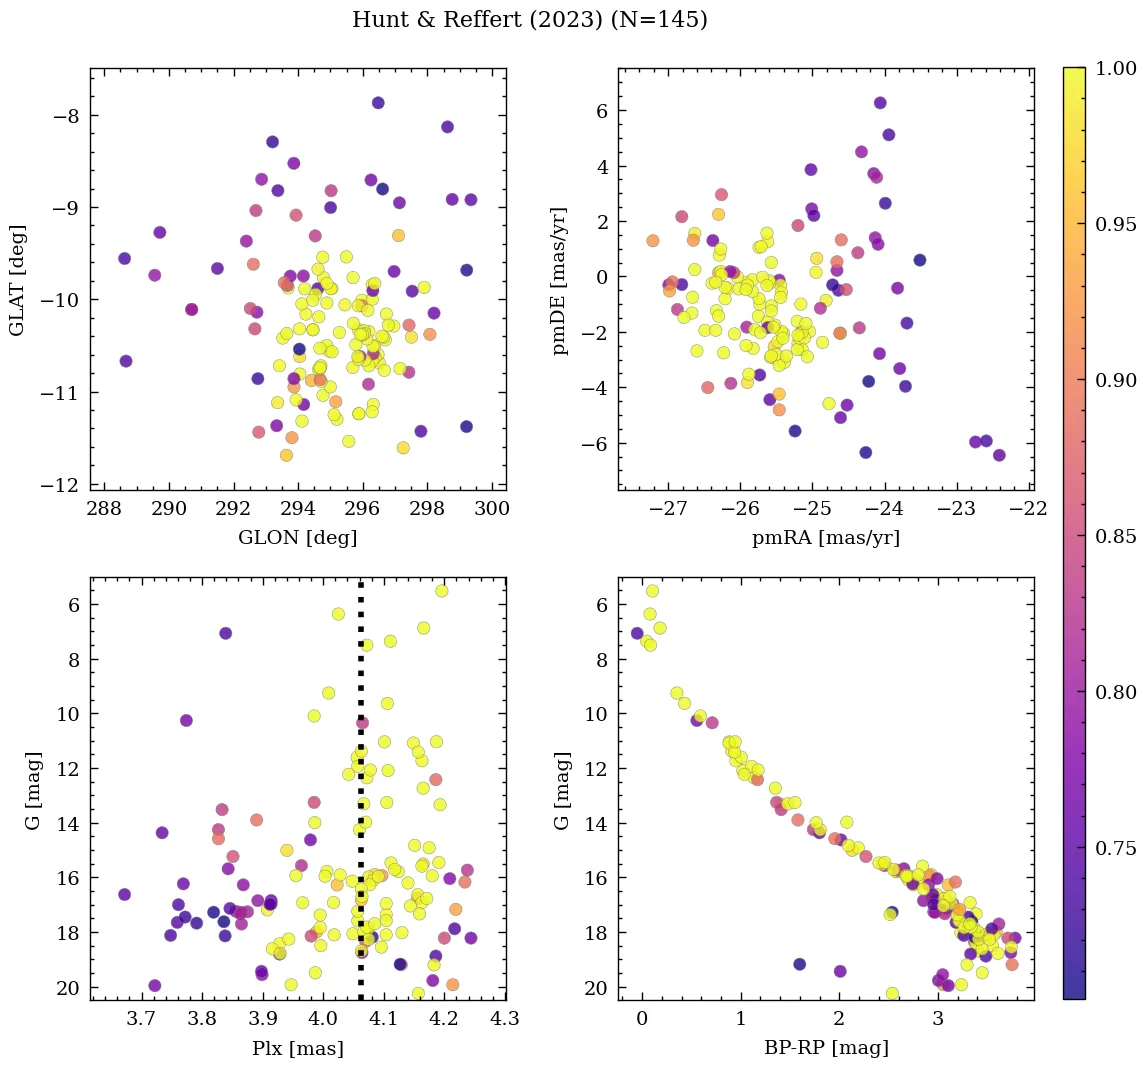 Hunt & Reffert (2023) (N=145)
−8
−9
−10
−11
−12
GLAT [deg]
288 290 292 294 296 298 300
GLON [deg]
6
4
2
0
−2
−4
−6
pmDE [mas/yr]
−27 −26 −25 −24 −23 −22
pmRA [mas/yr]
1.00
0.95
0.90
0.85
0.80
0.75
6
8
10
12
14
16
18
20
G [mag]
3.7 3.8 3.9 4.0 4.1 4.2 4.3
Plx [mas]
6
8
10
12
14
16
18
20
G [mag]
0 1 2 3
BP-RP [mag]